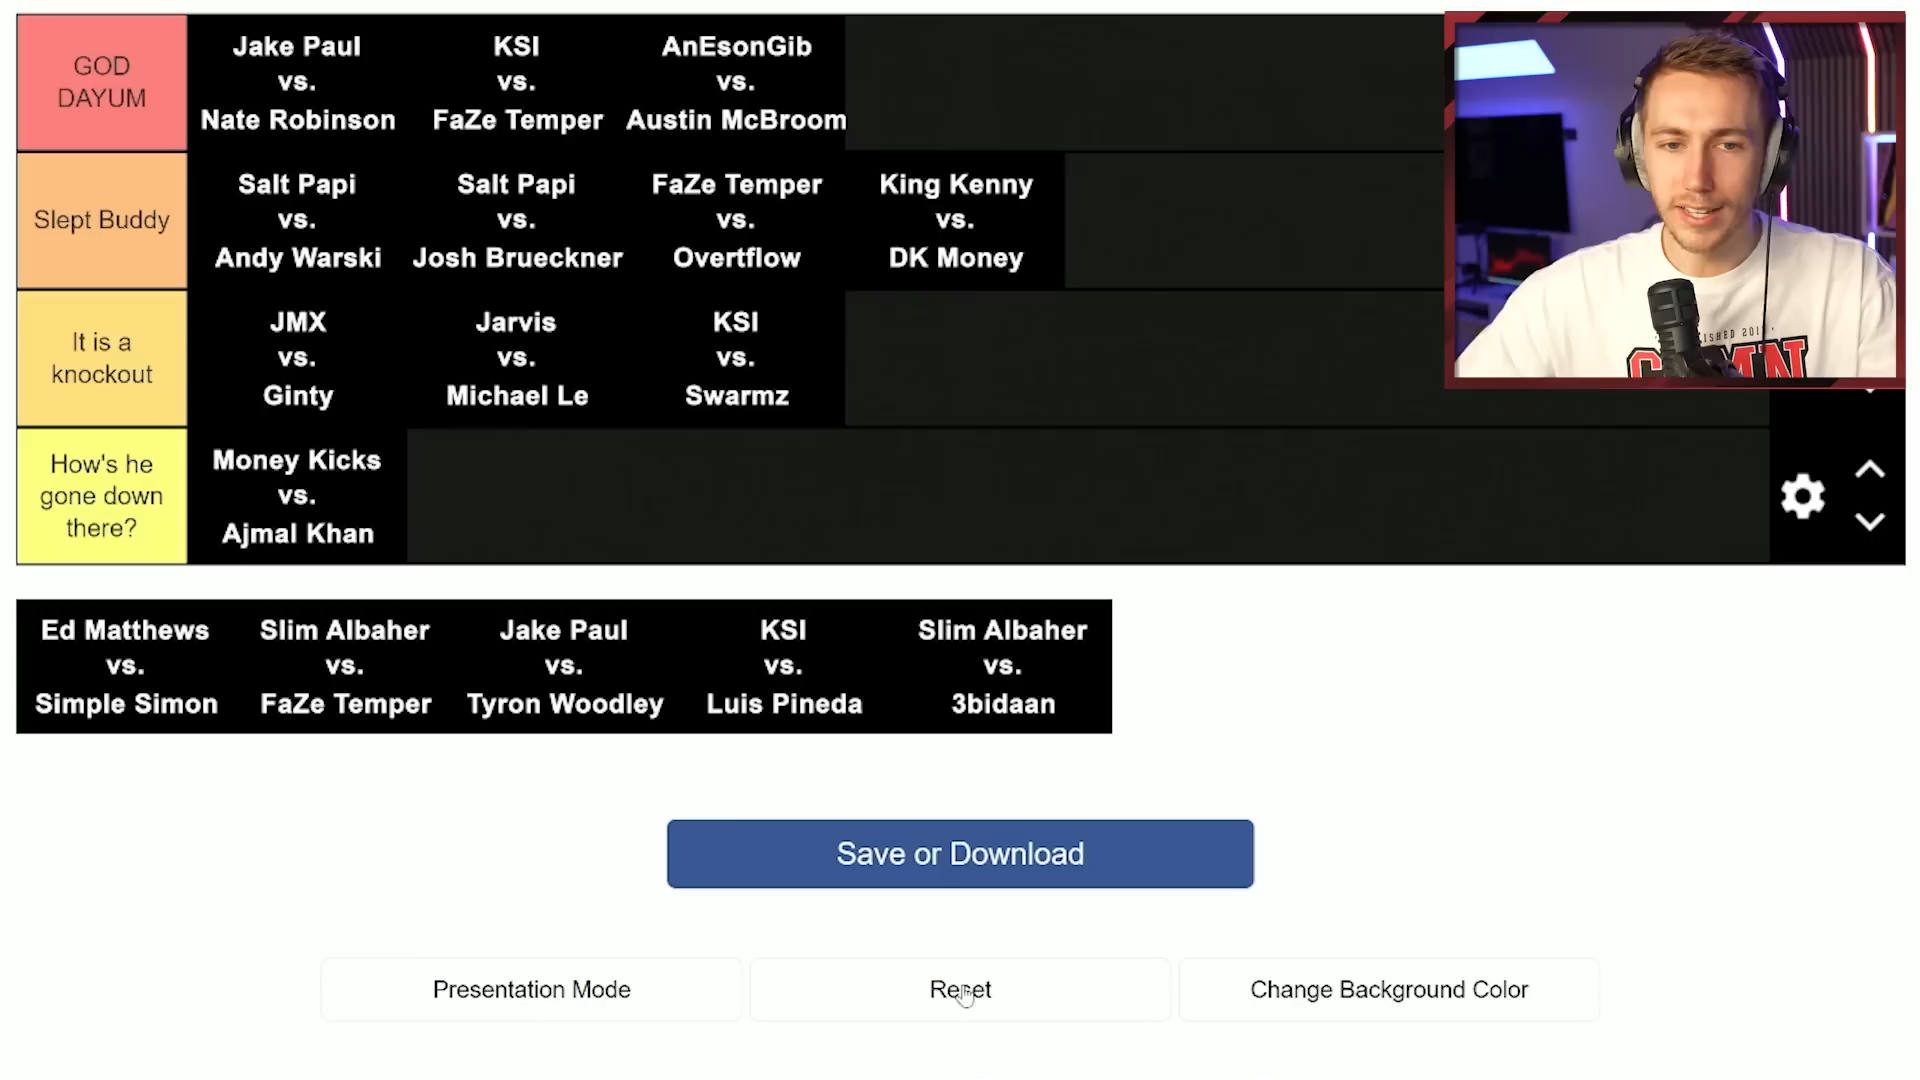 GOD
DAYUM
Jake Paul
vs.
Nate Robinson
KSI
vs.
FaZe Temper
AnEsonGib
vs.
Austin McBroom
Slept Buddy
Salt Papi
vs.
Andy Warski
Salt Papi
vs.
Josh Brueckner
FaZe Temper
vs.
Overtflow
King Kenny
vs.
DK Money
It is a
knockout
JMX
vs.
Ginty
Jarvis
vs.
Michael Le
KSI
vs.
Swarmz
How's he
gone down
there?
Money Kicks
vs.
Ajmal Khan
Ed Matthews
vs.
Simple Simon
Slim Albaher
vs.
FaZe Temper
Jake Paul
vs.
Tyron Woodley
KSI
vs.
Luis Pineda
Slim Albaher
vs.
3bidaan
Save or Download
Presentation Mode
Reset
Change Background Color